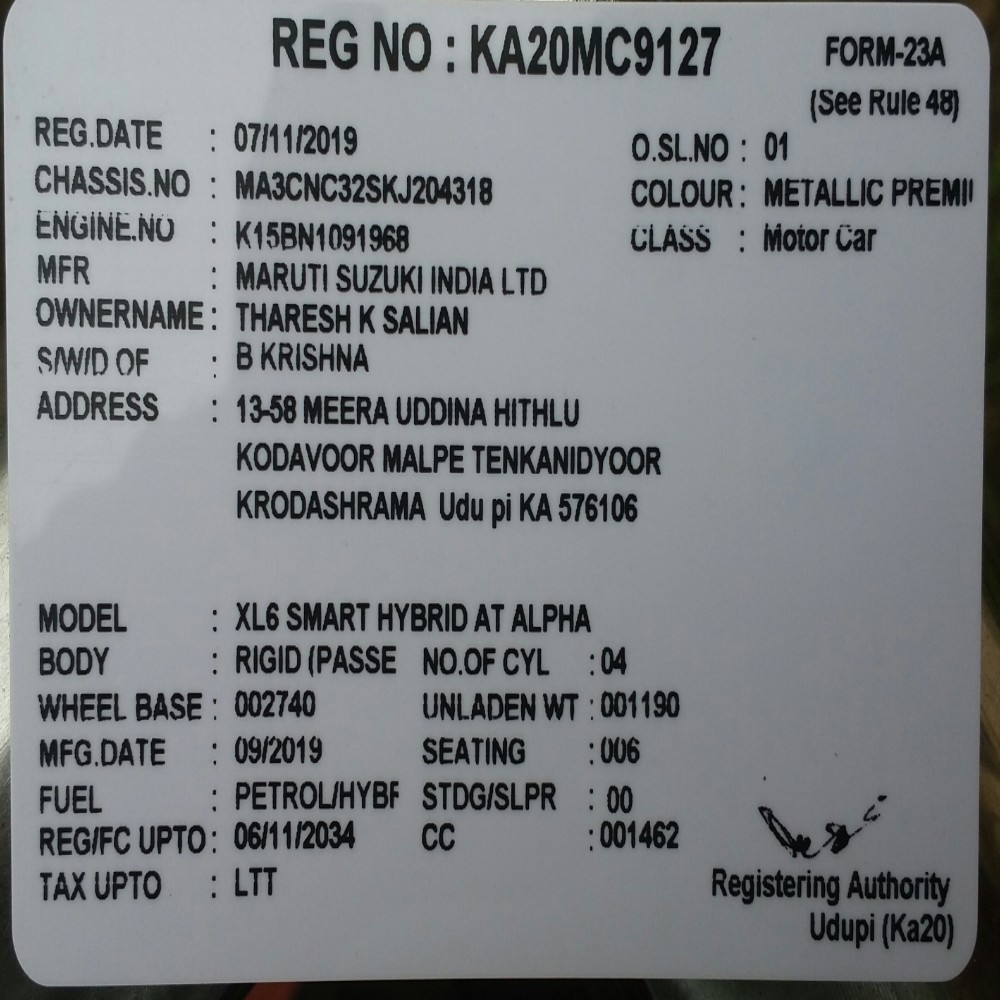 REG NO : KA20MC9127
FORM-23A
(See Rule 48)
REG.DATE : 07/11/2019 O.SL.NO : 01
CHASSIS.NO : MA3CNC32SKJ204318 COLOUR : METALLIC PREMI
ENGINE.NO : K15BN1091968 CLASS : Motor Car
MFR : MARUTI SUZUKI INDIA LTD
OWNERNAME : THARESH K SALIAN
S/W/D OF : B KRISHNA
ADDRESS : 13-58 MEERA UDDINA HITHLU
KODAVOOR MALPE TENKANIDYOOR
KRODASHRAMA Udu pi KA 576106
MODEL : XL6 SMART HYBRID AT ALPHA
BODY : RIGID (PASSE NO.OF CYL : 04
WHEEL BASE : 002740 UNLADEN WT : 001190
MFG.DATE : 09/2019 SEATING : 006
FUEL : PETROL/HYBR STDG/SLPR : 00
REG/FC UPTO : 06/11/2034 CC : 001462
TAX UPTO : LTT
Registering Authority
Udupi (Ka20)